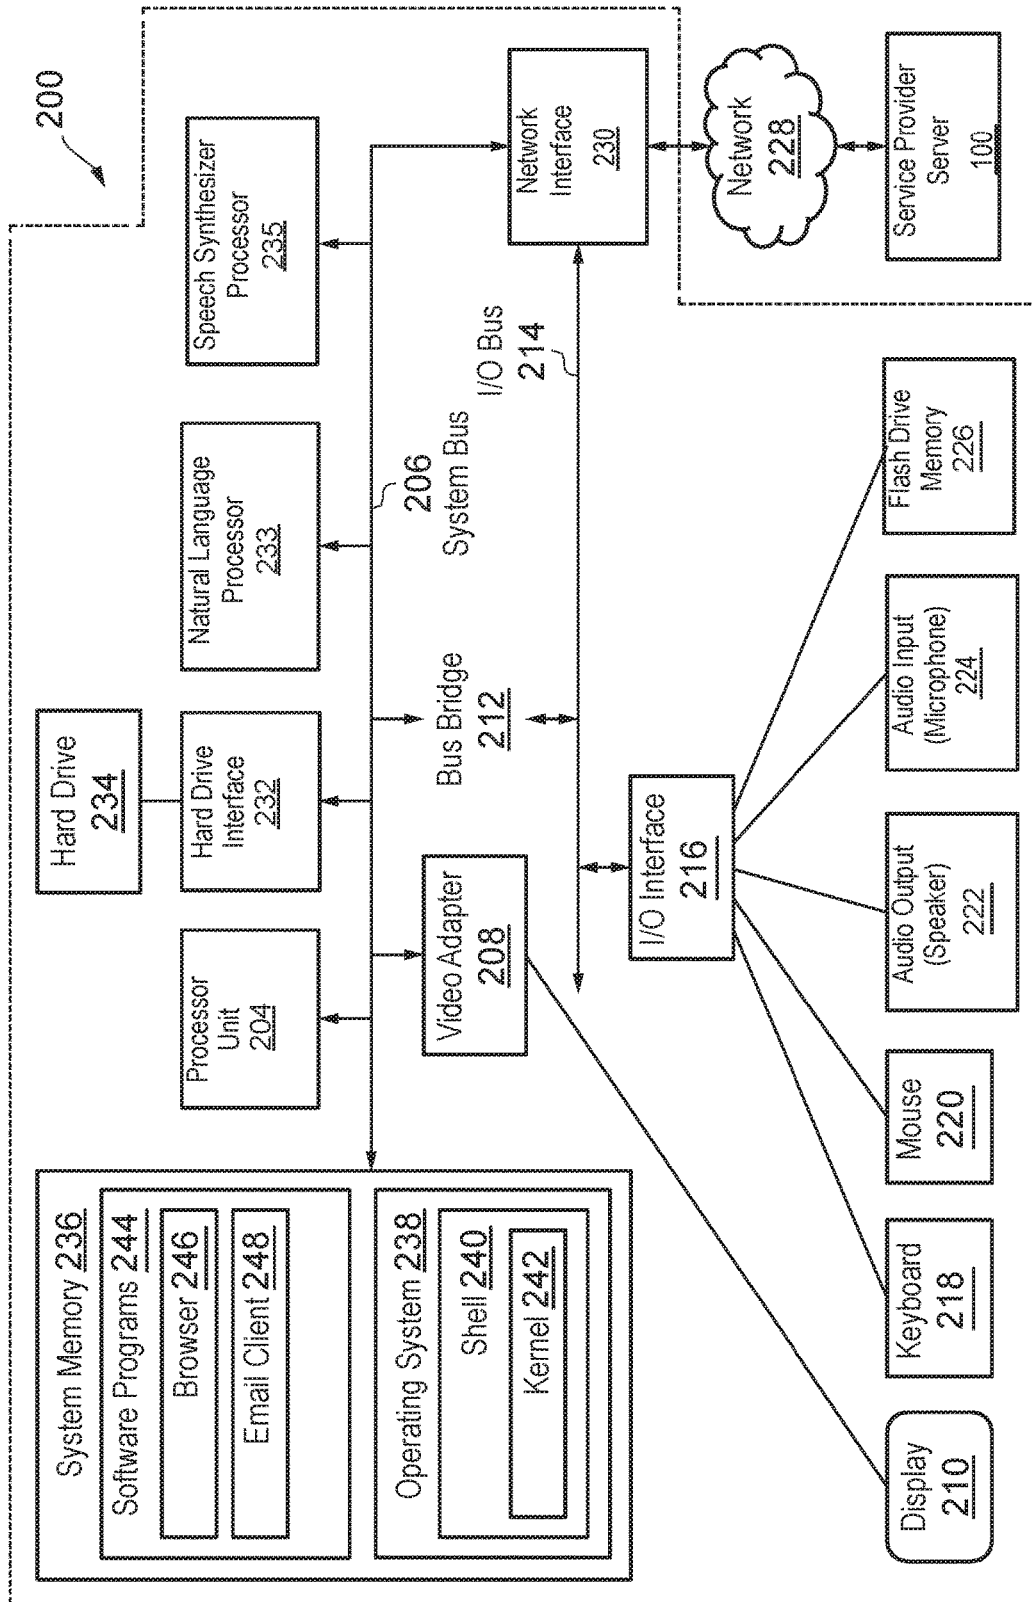 200
System Memory 236
Software Programs 244
Browser 246
Email Client 248
Operating System 238
Shell 240
Kernel 242
Hard Drive
234
Processor
Unit
204
Hard Drive
Interface
232
Natural Language
Processor
233
Speech Synthesizer
Processor
235
206
System Bus
Video Adapter
208
Bus Bridge
212
I/O Bus
214
Network
Interface
230
I/O Interface
216
Network
228
Display
210
Keyboard
218
Mouse
220
Audio Output
(Speaker)
222
Audio Input
(Microphone)
224
Flash Drive
Memory
226
Service Provider
Server
100